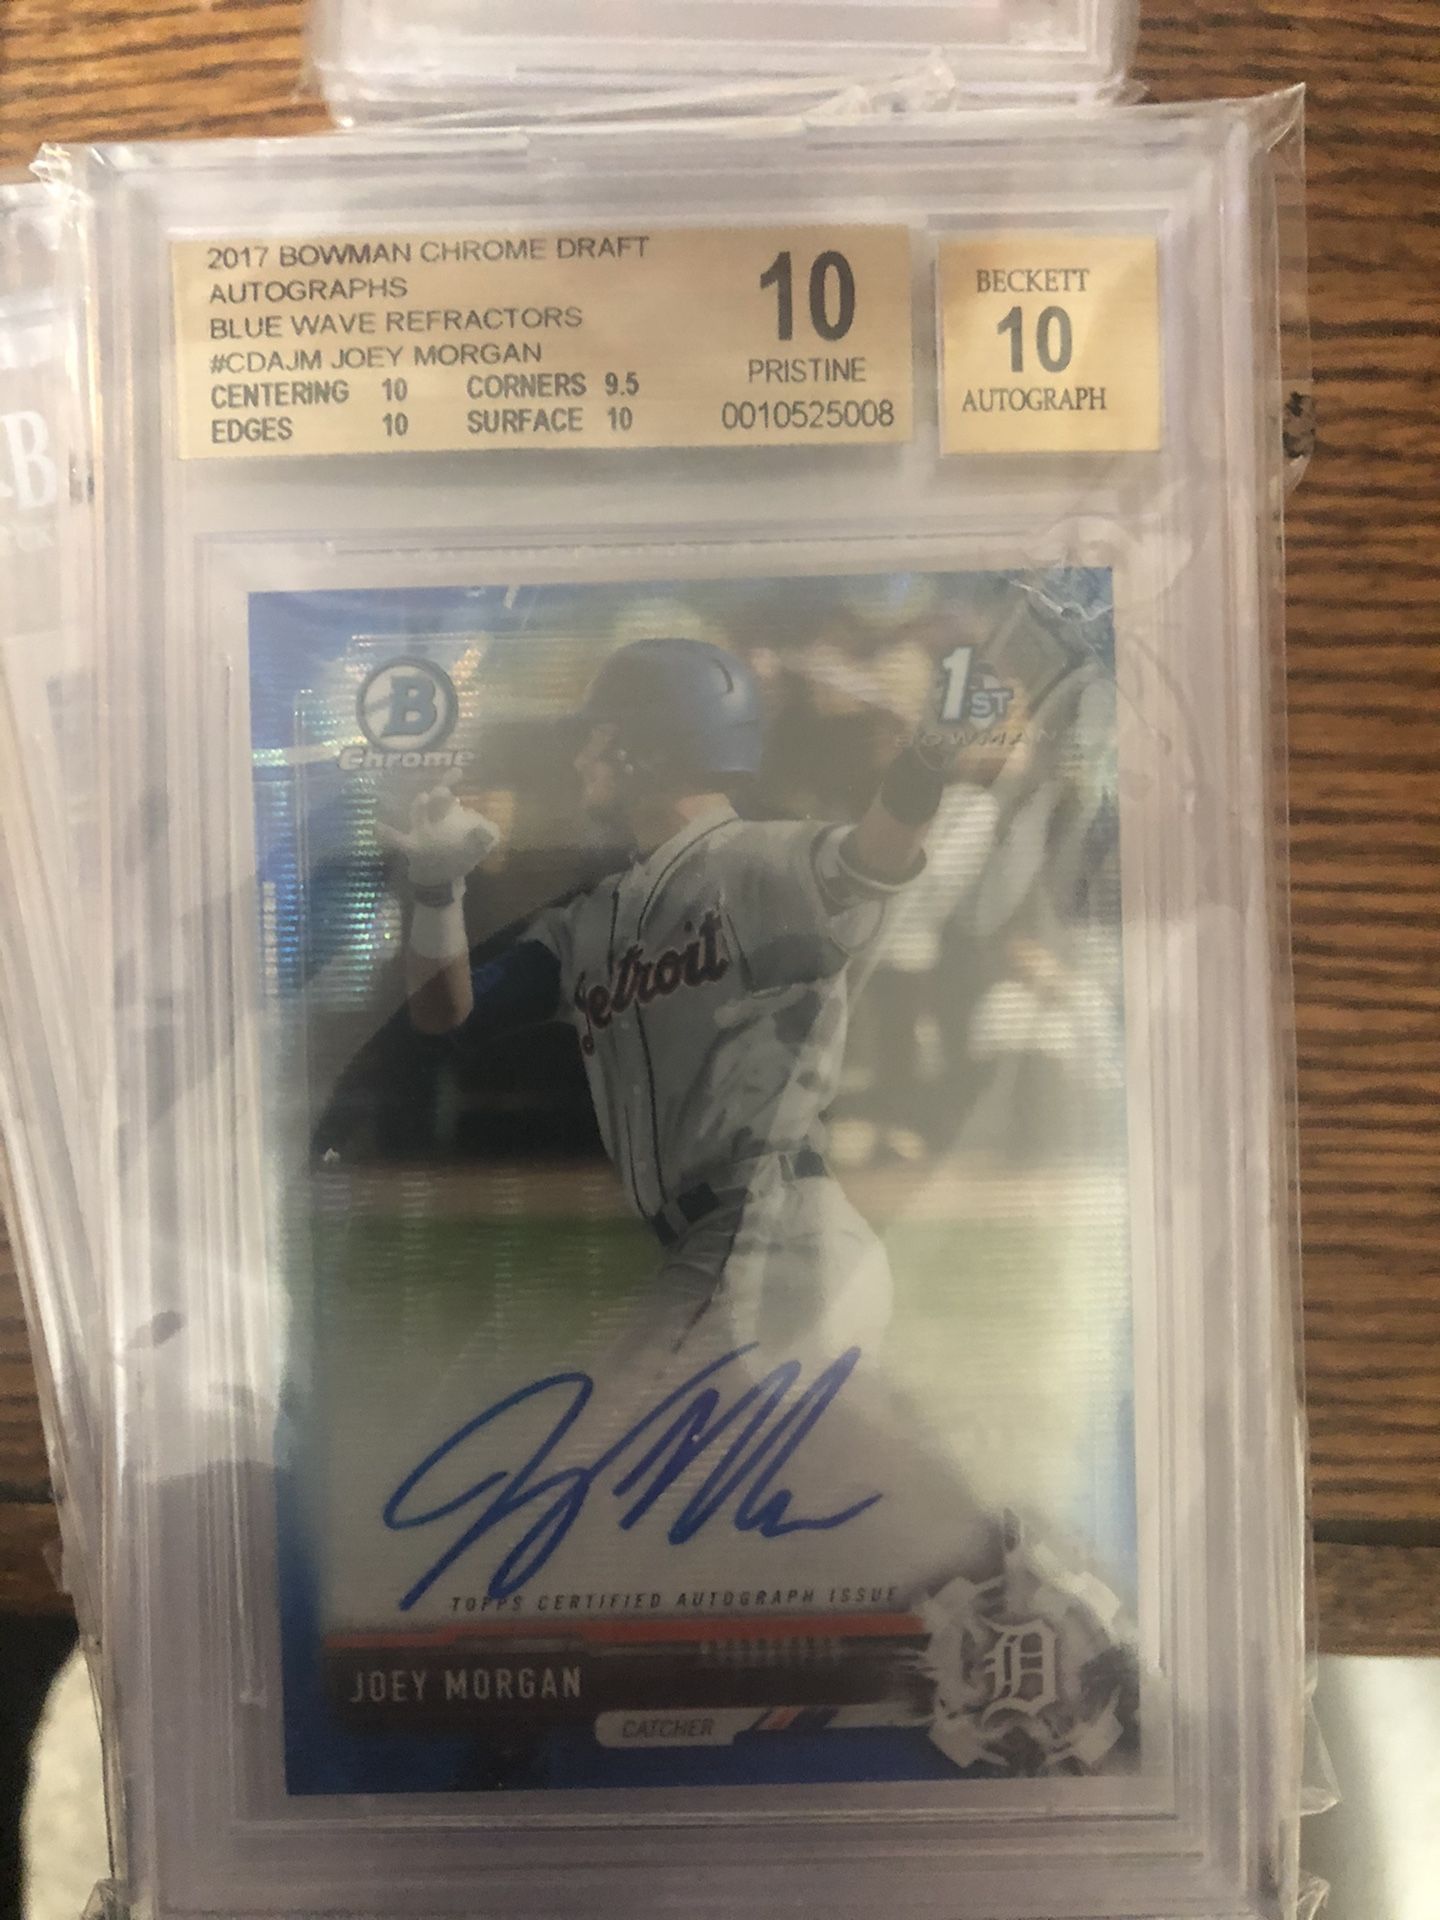 2017 BOWMAN CHROME DRAFT
AUTOGRAPHS
BLUE WAVE REFRACTORS
#CDAJM JOEY MORGAN
CENTERING 10 CORNERS 9.5
EDGES 10 SURFACE 10
10
PRISTINE
0010525008
BECKETT
10
AUTOGRAPH
B
B
Chrome
1ST
BOWMAN
Detroit
TOPPS CERTIFIED AUTOGRAPH ISSUE
JOEY MORGAN
CATCHER
D